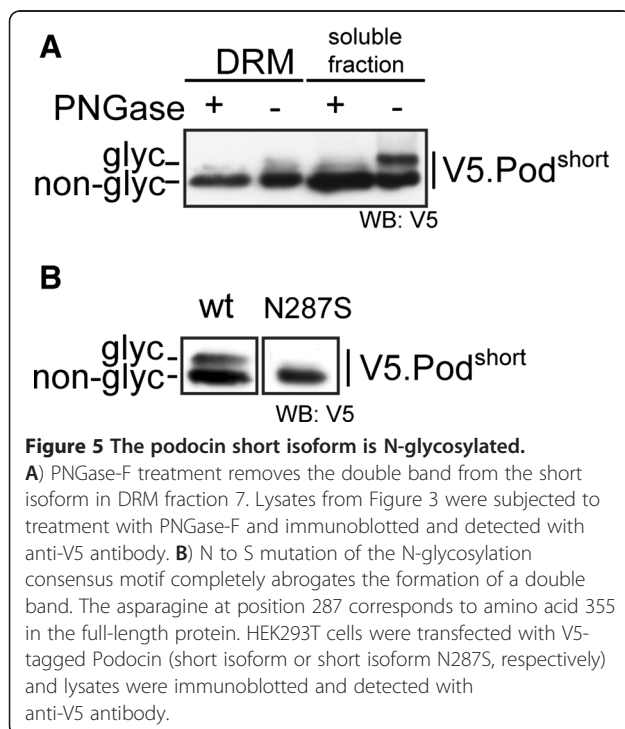 A
DRM
soluble
fraction
PNGase + - + -
glyc
non-glyc
V5.Podshort
WB: V5
B
wt N287S
glyc
non-glyc
V5.Podshort
WB: V5
Figure 5 The podocin short isoform is N-glycosylated.
A) PNGase-F treatment removes the double band from the short
isoform in DRM fraction 7. Lysates from Figure 3 were subjected to
treatment with PNGase-F and immunoblotted and detected with
anti-V5 antibody. B) N to S mutation of the N-glycosylation
consensus motif completely abrogates the formation of a double
band. The asparagine at position 287 corresponds to amino acid 355
in the full-length protein. HEK293T cells were transfected with V5-
tagged Podocin (short isoform or short isoform N287S, respectively)
and lysates were immunoblotted and detected with
anti-V5 antibody.